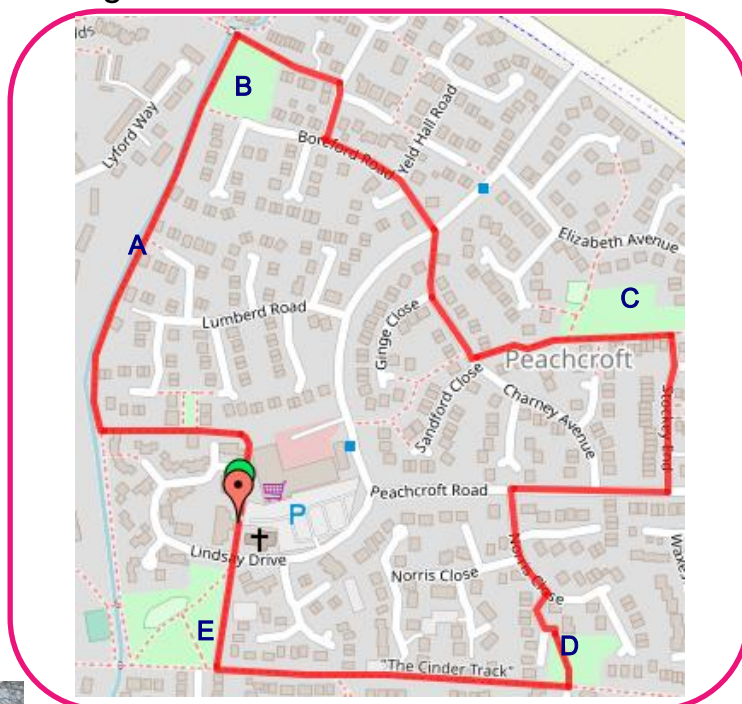 B
Lyford Way
Boreford Road
Yeld Hall Road
A
Elizabeth Avenue
C
Lumberd Road
Ginge Close
Peachcroft
Sandford Close
Charney Avenue
Stockey End
P
Peachcroft Road
Lindsay Drive
Norris Close
Norris Close
E
D
"The Cinder Track"